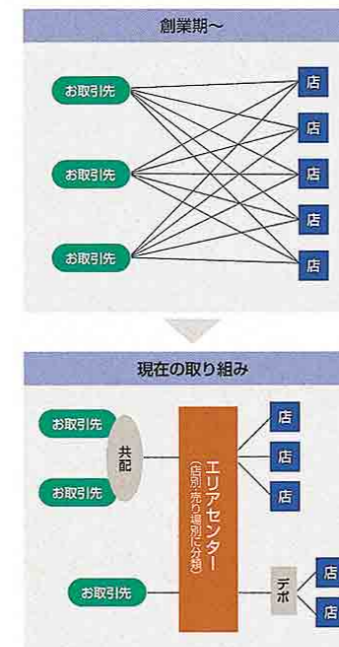 創業期～
お取引先
お取引先
お取引先
店
店
店
店
店
現在の取り組み
お取引先
お取引先
共配
お取引先
エリアセンター
(店別・売り場別に分類)
店
店
店
デポ
店
店